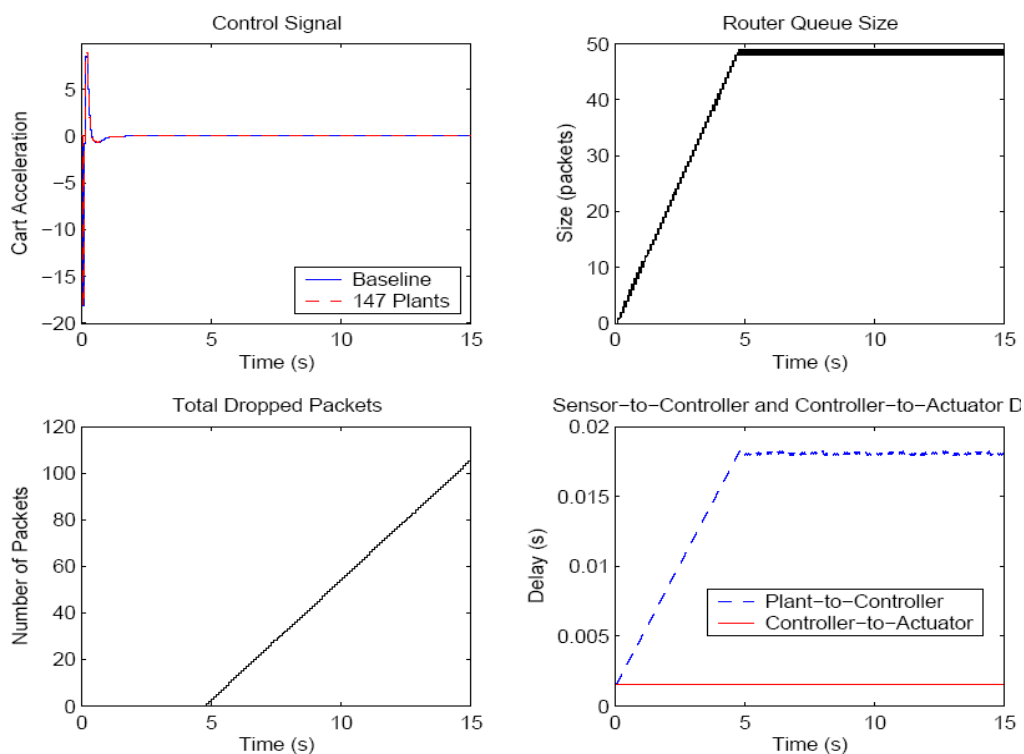 Control Signal
Cart Acceleration
5
0
−5
−10
−15
−20
0
5
10
15
Time (s)
Baseline
147 Plants
Router Queue Size
Size (packets)
50
40
30
20
10
0
0
5
10
15
Time (s)
Total Dropped Packets
Number of Packets
120
100
80
60
40
20
0
0
5
10
15
Time (s)
Sensor−to−Controller and Controller−to−Actuator D
Delay (s)
0.02
0.015
0.01
0.005
0
0
5
10
15
Time (s)
Plant−to−Controller
Controller−to−Actuator